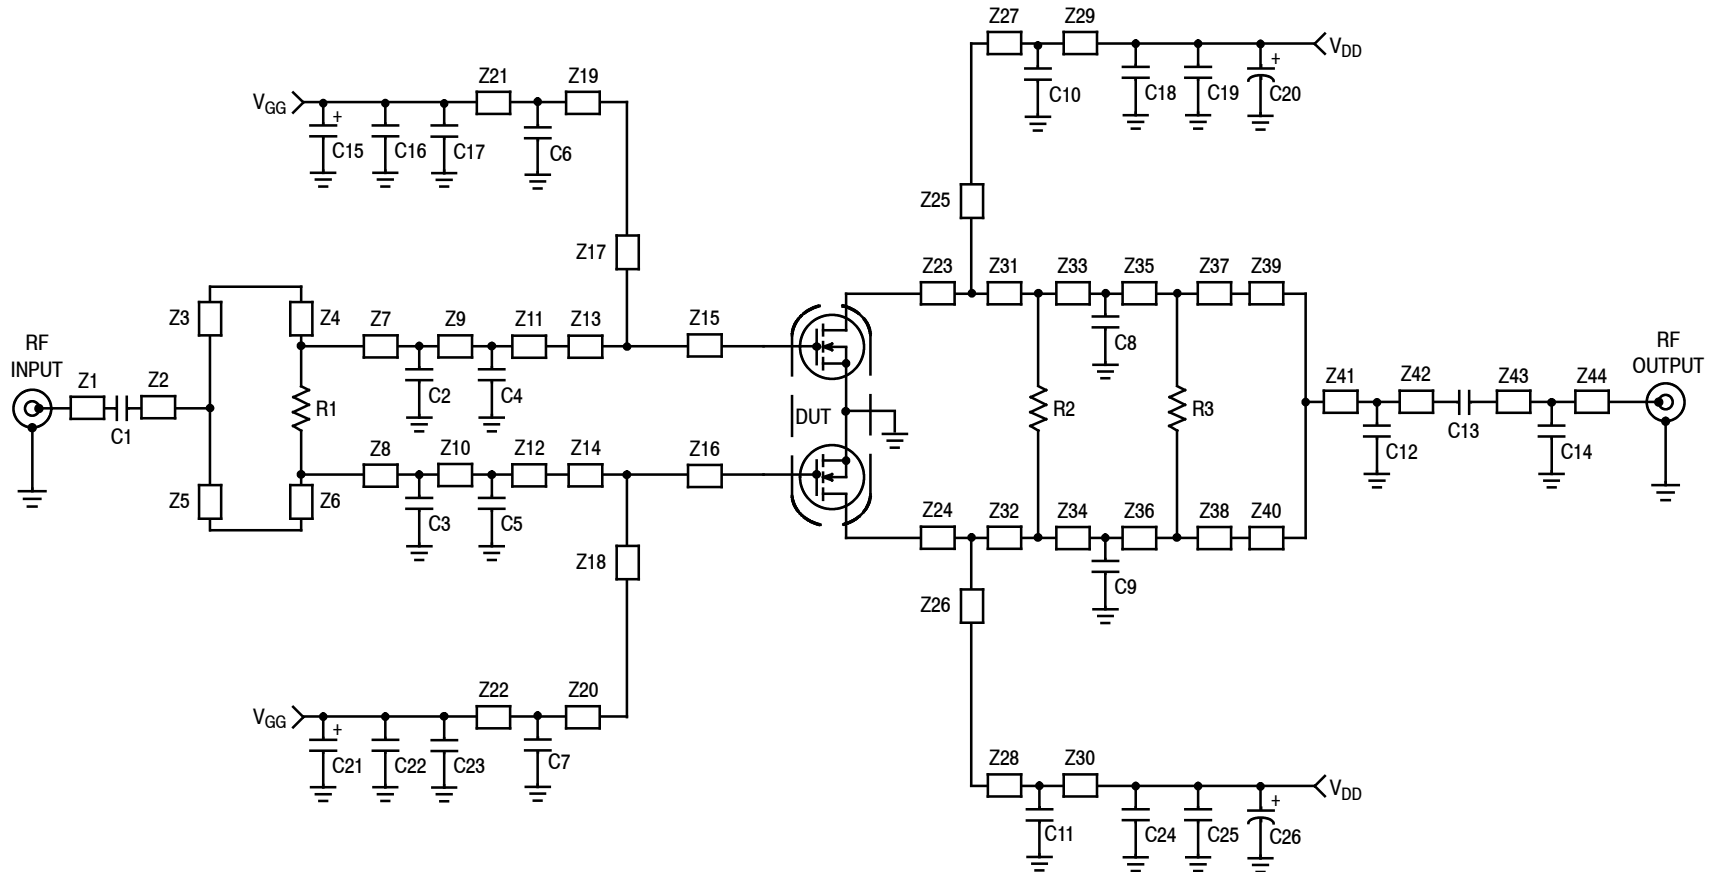 Z27 Z29
VDD
C10 C18 C19 C20
+
Z21 Z19
VGG
+
C15 C16 C17 C6
Z25
Z17
Z23 Z31 Z33 Z35 Z37 Z39
Z3 Z4 Z7 Z9 Z11 Z13 Z15
C8
RF
INPUT
RF
OUTPUT
Z1 Z2
C1
R1
C2 C4
DUT
R2 R3
Z41 Z42 Z43 Z44
C12 C13 C14
Z8 Z10 Z12 Z14 Z16
Z5 Z6
C3 C5
Z24 Z32 Z34 Z36 Z38 Z40
Z18
C9
Z26
Z22 Z20
VGG
+
C21 C22 C23 C7
Z28 Z30
VDD
+
C11 C24 C25 C26